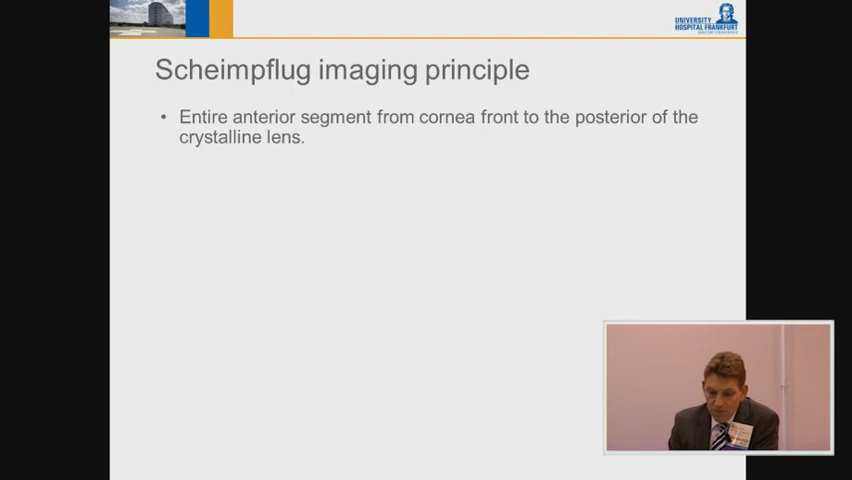 UNIVERSITY
HOSPITAL FRANKFURT
Scheimpflug imaging principle
• Entire anterior segment from cornea front to the posterior of the
crystalline lens.